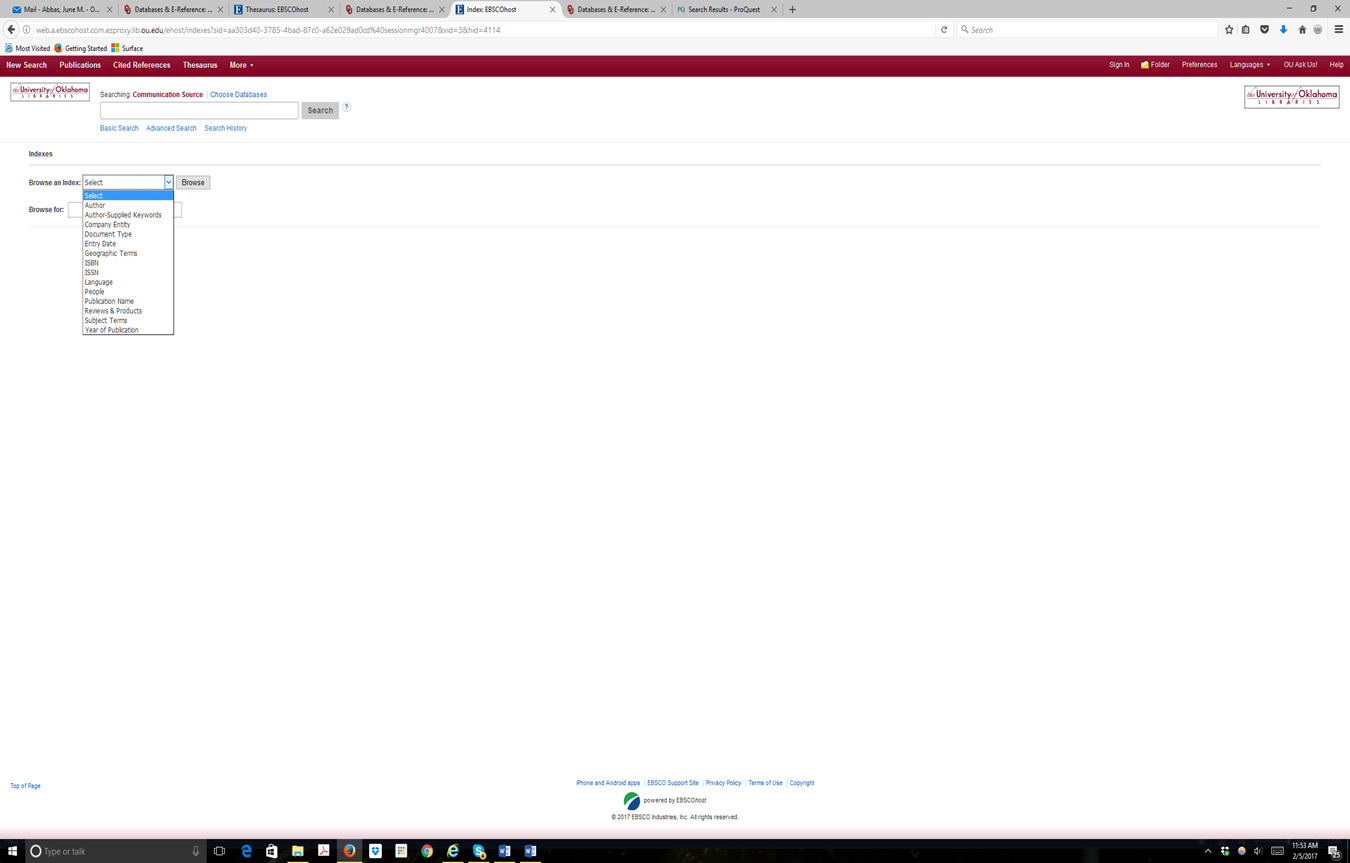 Mail - Abbas, June M. - O... Databases & E-Reference: ... Thesaurus: EBSCOhost Databases & E-Reference: ... Index: EBSCOhost Databases & E-Reference: ... Search Results - ProQuest
web.a.ebscohost.com.ezproxy.lib.ou.edu/ehost/indexes?sid=aa303d40-3785-4bad-87c0-a62e029ad0cd%40sessionmgr4007&vid=3&hid=4114 Search
Most Visited Getting Started Surface
New Search Publications Cited References Thesaurus More Sign In Folder Preferences Languages OU Ask Us! Help
the University of Oklahoma
LIBRARIES
Searching: Communication Source Choose Databases
Search ?
Basic Search Advanced Search Search History
the University of Oklahoma
LIBRARIES
Indexes
Browse an Index: Select Browse
Select
Author
Browse for:
Author-Supplied Keywords
Company Entity
Document Type
Entry Date
Geographic Terms
ISBN
ISSN
Language
People
Publication Name
Reviews & Products
Subject Terms
Year of Publication
Top of Page
iPhone and Android apps EBSCO Support Site Privacy Policy Terms of Use Copyright
powered by EBSCOhost
© 2017 EBSCO Industries, Inc. All rights reserved.
Type or talk
11:53 AM
2/5/2017
25